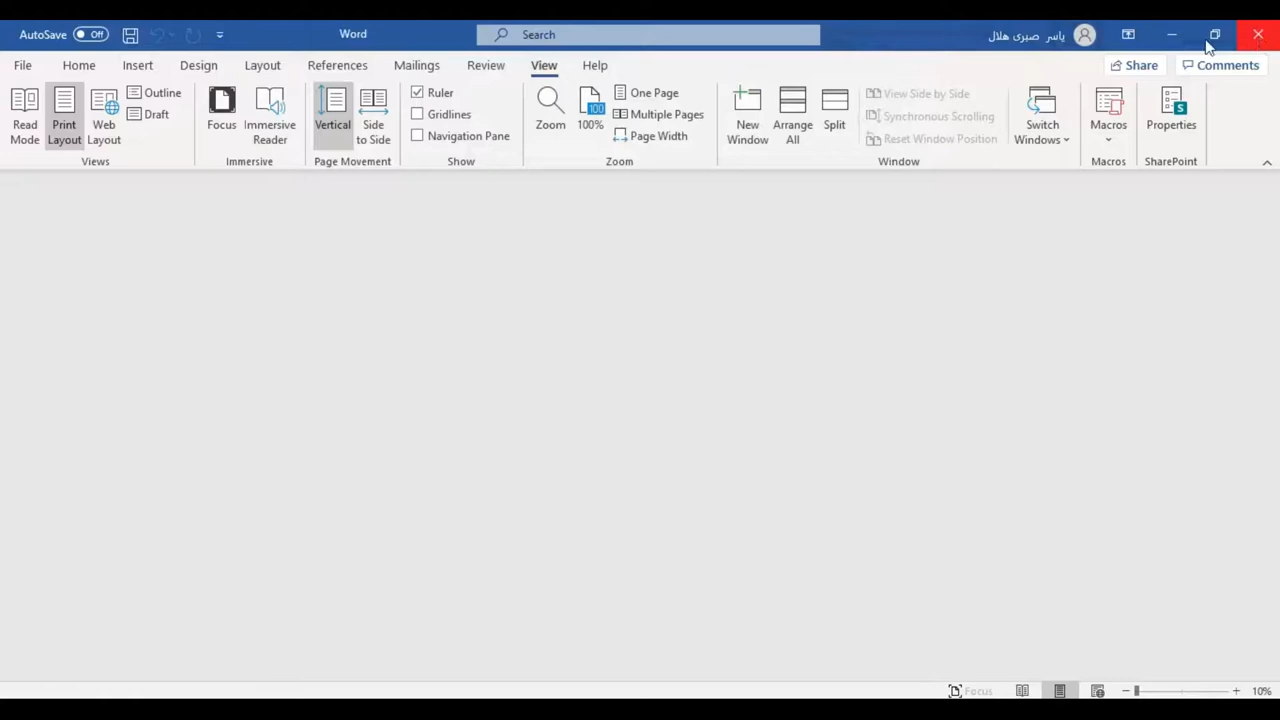 AutoSave Off Word Search ياسر صبرى هلال
File Home Insert Design Layout References Mailings Review View Help Share Comments
Read Mode
Print Layout
Web Layout
Outline
Draft
Views
Focus
Immersive Reader
Immersive
Vertical
Side to Side
Page Movement
Ruler
Gridlines
Navigation Pane
Show
Zoom
100
100%
One Page
Multiple Pages
Page Width
Zoom
New Window
Arrange All
Split
View Side by Side
Synchronous Scrolling
Reset Window Position
Switch Windows
Window
Macros
Macros
S
Properties
SharePoint
Focus 10%